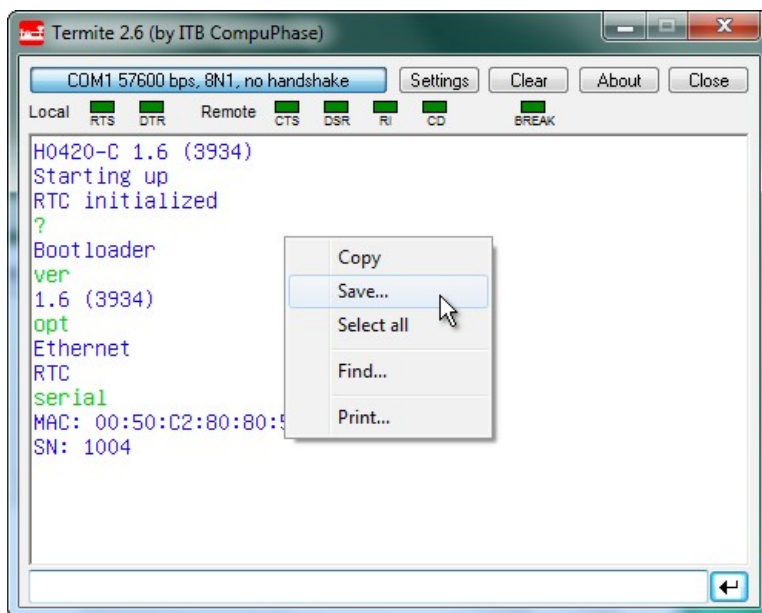 Termite 2.6 (by ITB CompuPhase)
COM1 57600 bps, 8N1, no handshake Settings Clear About Close
Local RTS DTR Remote CTS DSR RI CD BREAK
H0420-C 1.6 (3934)
Starting up
RTC initialized
?
Bootloader
ver
1.6 (3934)
opt
Ethernet
RTC
serial
MAC: 00:50:C2:80:80:
SN: 1004
Copy
Save...
Select all
Find...
Print...